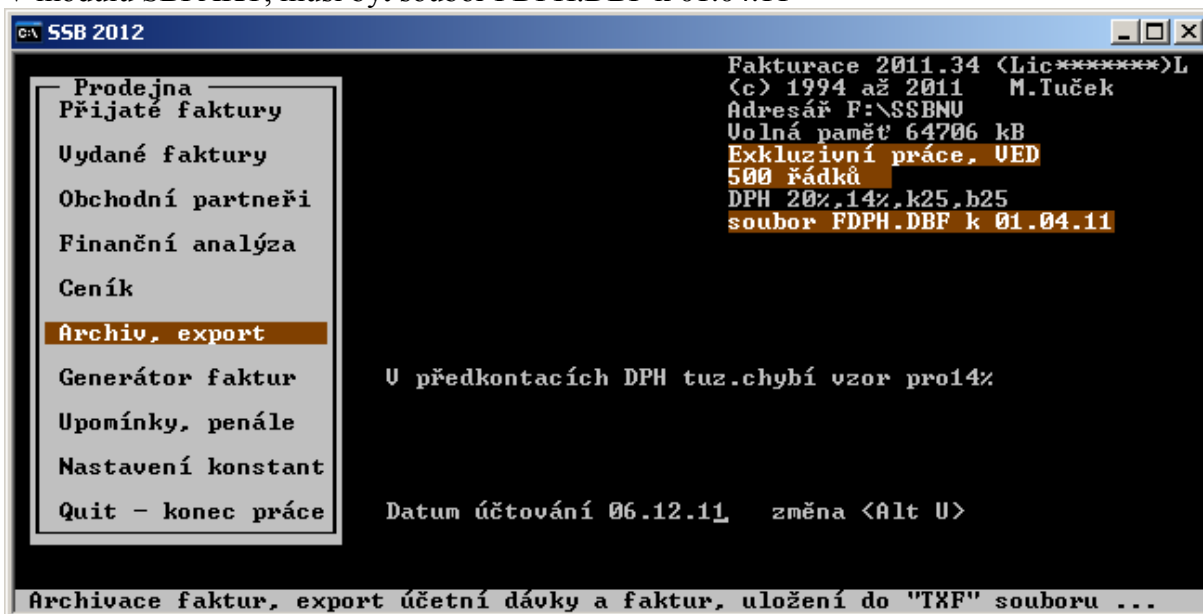 SSB 2012
Fakturace 2011.34 (Lic*******)L
(c) 1994 až 2011 M.Tuček
Adresář F:\SSBNV
Volná paměť 64706 kB
Exkluzivní práce, VED
500 řádků
DPH 20%,14%,k25,b25
soubor FDPH.DBF k 01.04.11
Prodejna
Přijaté faktury
Vydané faktury
Obchodní partneři
Finanční analýza
Ceník
Archiv, export
Generátor faktur
Upomínky, penále
Nastavení konstant
Quit - konec práce
V předkontacích DPH tuz.chybí vzor pro14%
Datum účtování 06.12.11 změna <Alt U>
Archivace faktur, export účetní dávky a faktur, uložení do "TXF" souboru ...